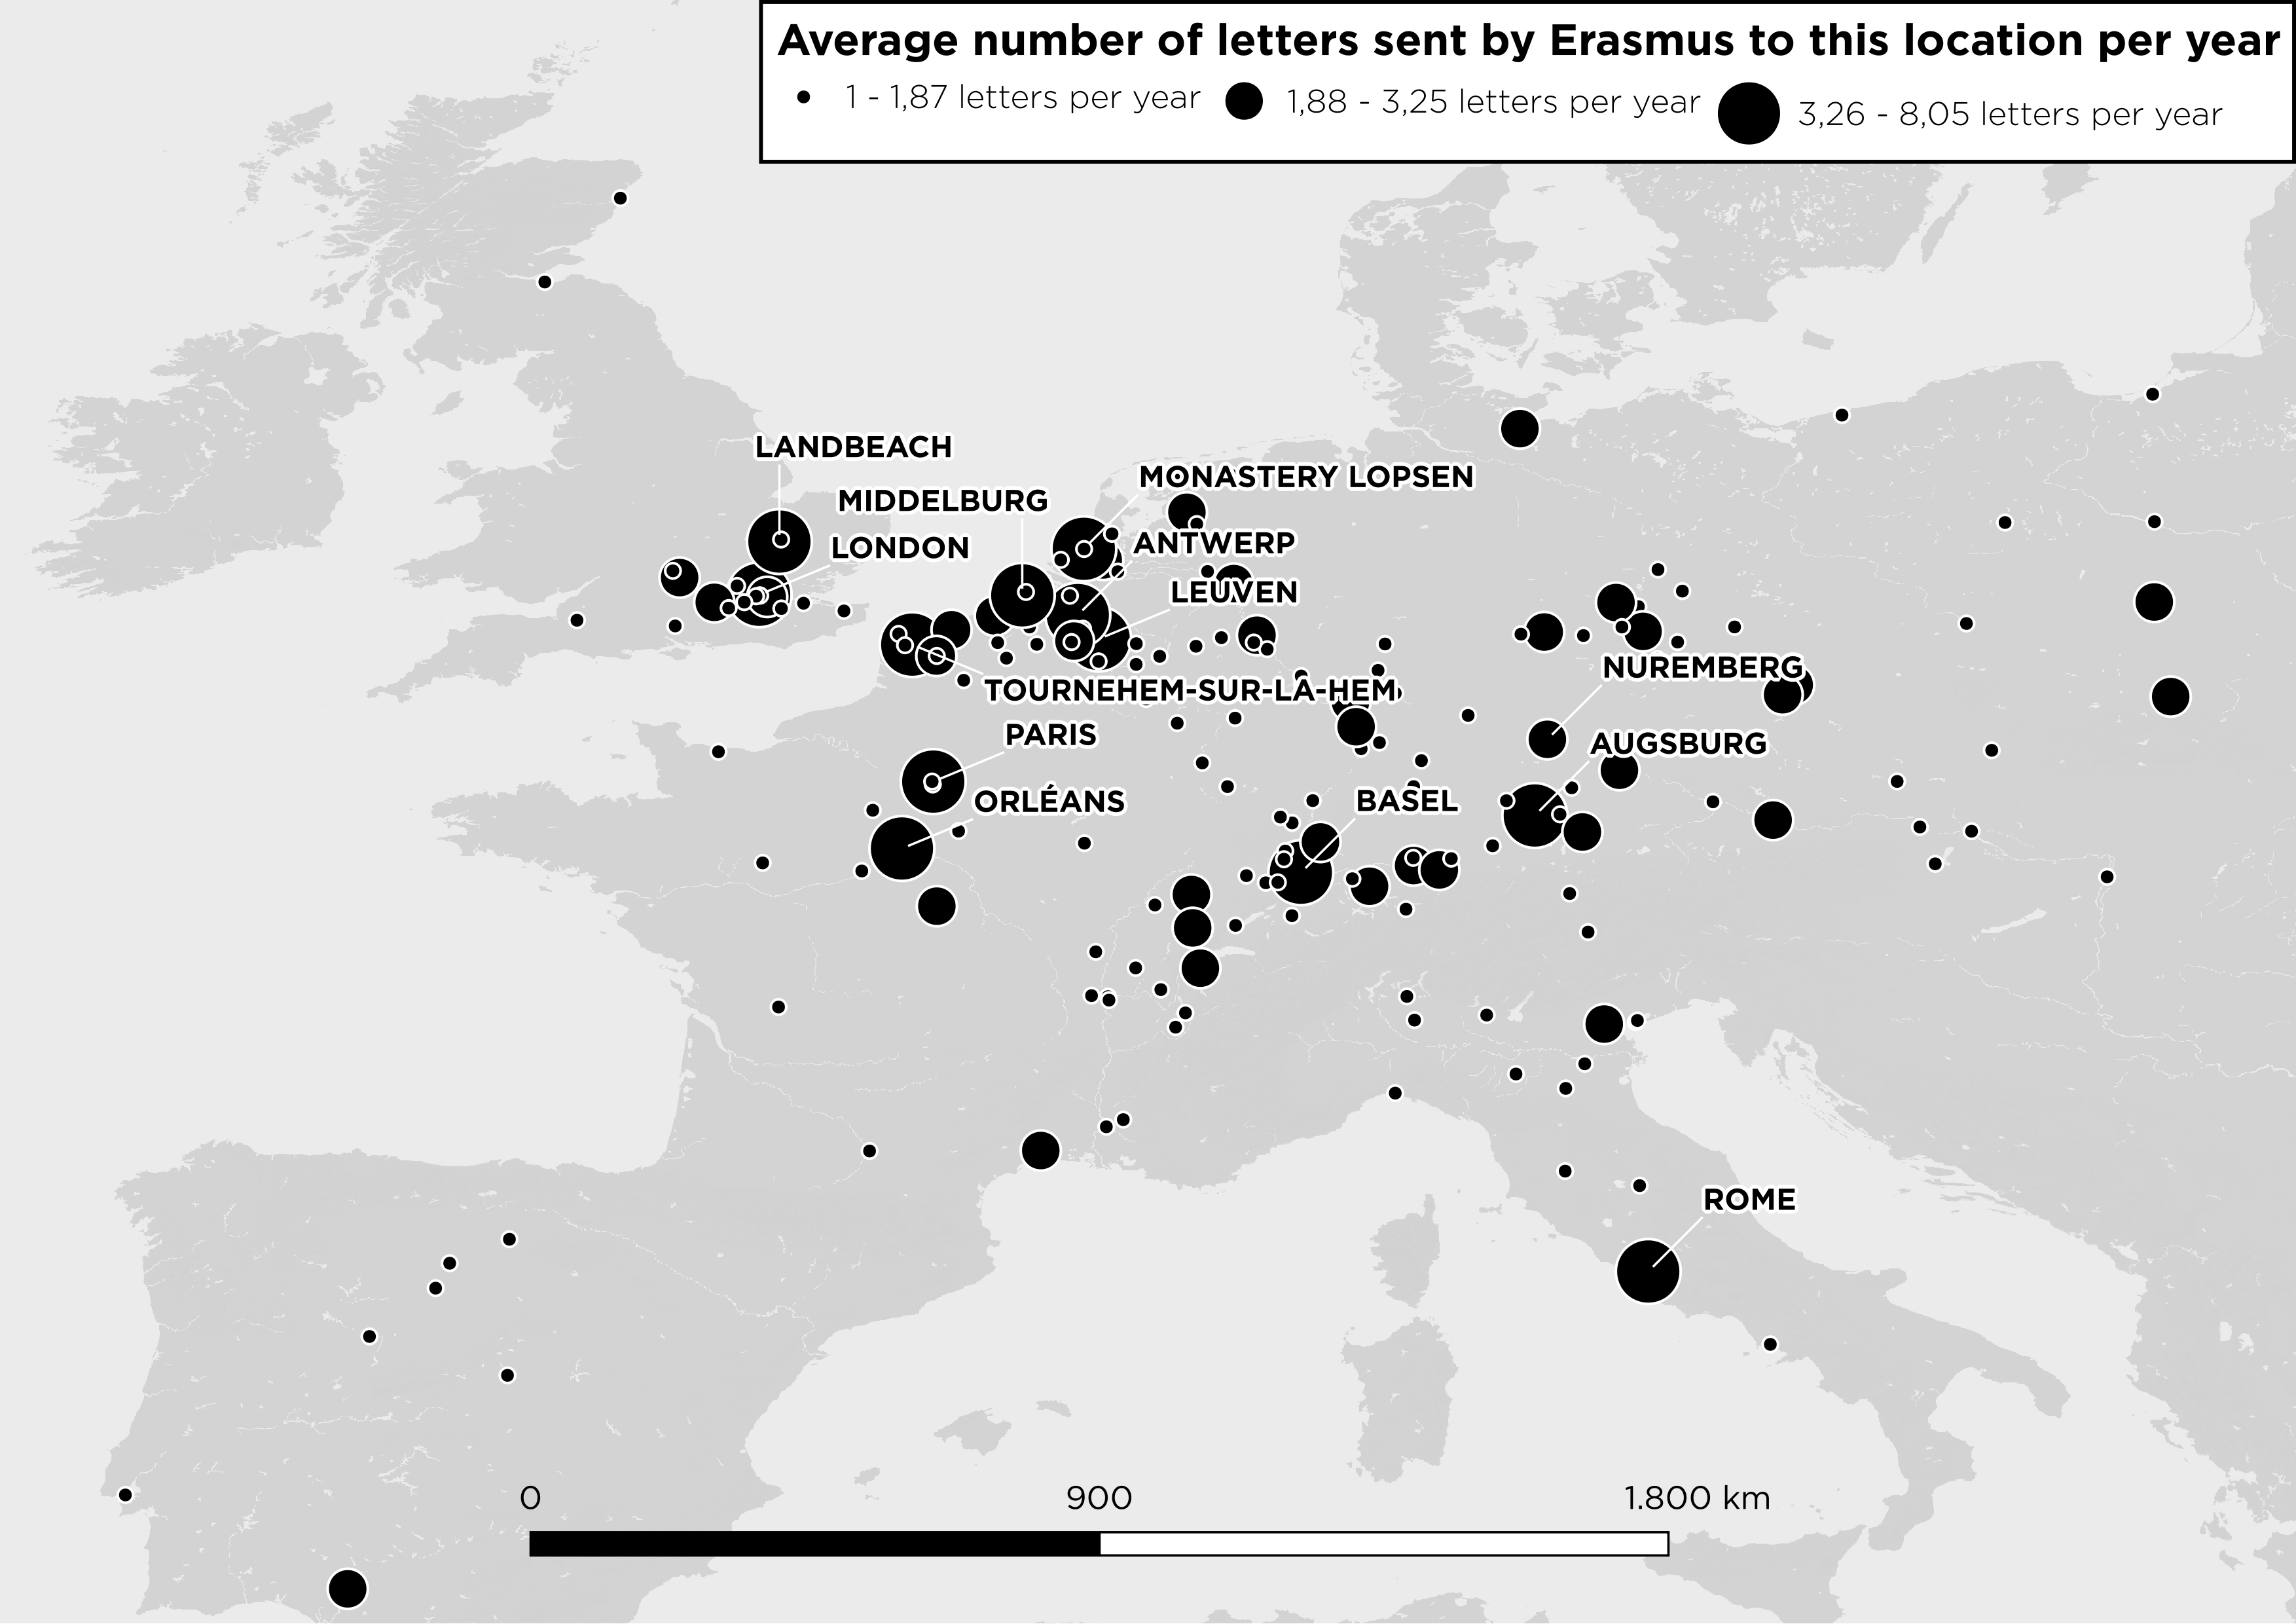 Average number of letters sent by Erasmus to this location per year
1 - 1,87 letters per year 1,88 - 3,25 letters per year 3,26 - 8,05 letters per year
LANDBEACH
MONASTERY LOPSEN
MIDDELBURG
LONDON
ANTWERP
LEUVEN
NUREMBERG
TOURNEHEM-SUR-LA-HEM
PARIS
AUGSBURG
ORLÉANS
BASEL
ROME
0 900 1.800 km